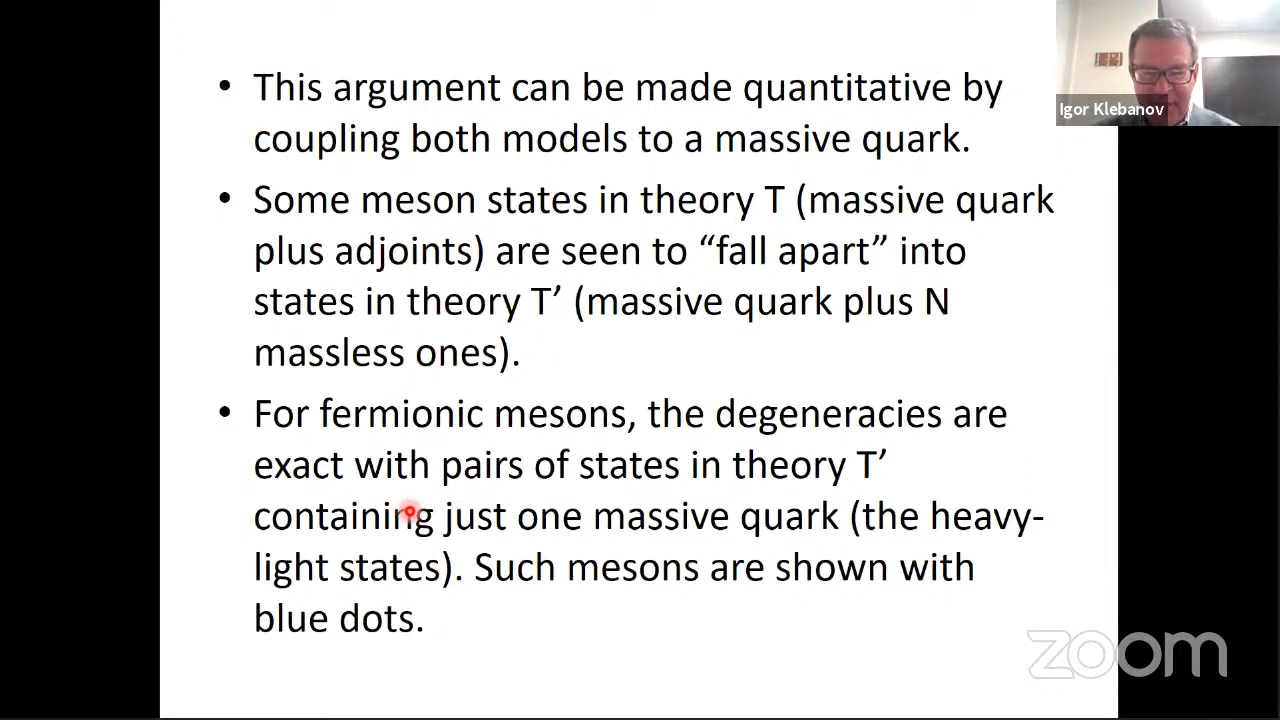 • This argument can be made quantitative by
coupling both models to a massive quark.
• Some meson states in theory T (massive quark
plus adjoints) are seen to “fall apart” into
states in theory T’ (massive quark plus N
massless ones).
• For fermionic mesons, the degeneracies are
exact with pairs of states in theory T’
containing just one massive quark (the heavy-
light states). Such mesons are shown with
blue dots.
Igor Klebanov
zoom